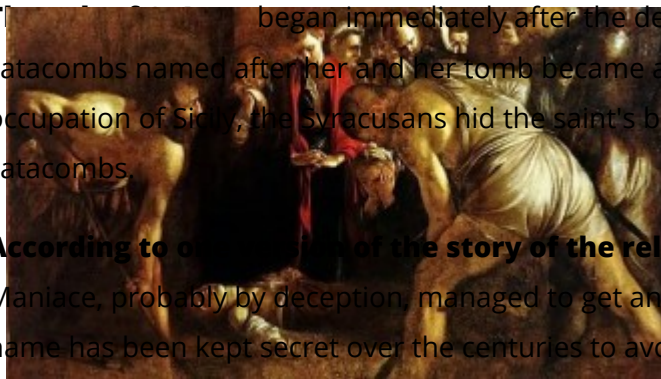 began immediately after the de
atacombs named after her and her tomb became a
occupation of Sicily, the Syracusans hid the saint's b
atacombs.
According to of the story of the rel
Maniace, probably by deception, managed to get an
name has been kept secret over the centuries to avo